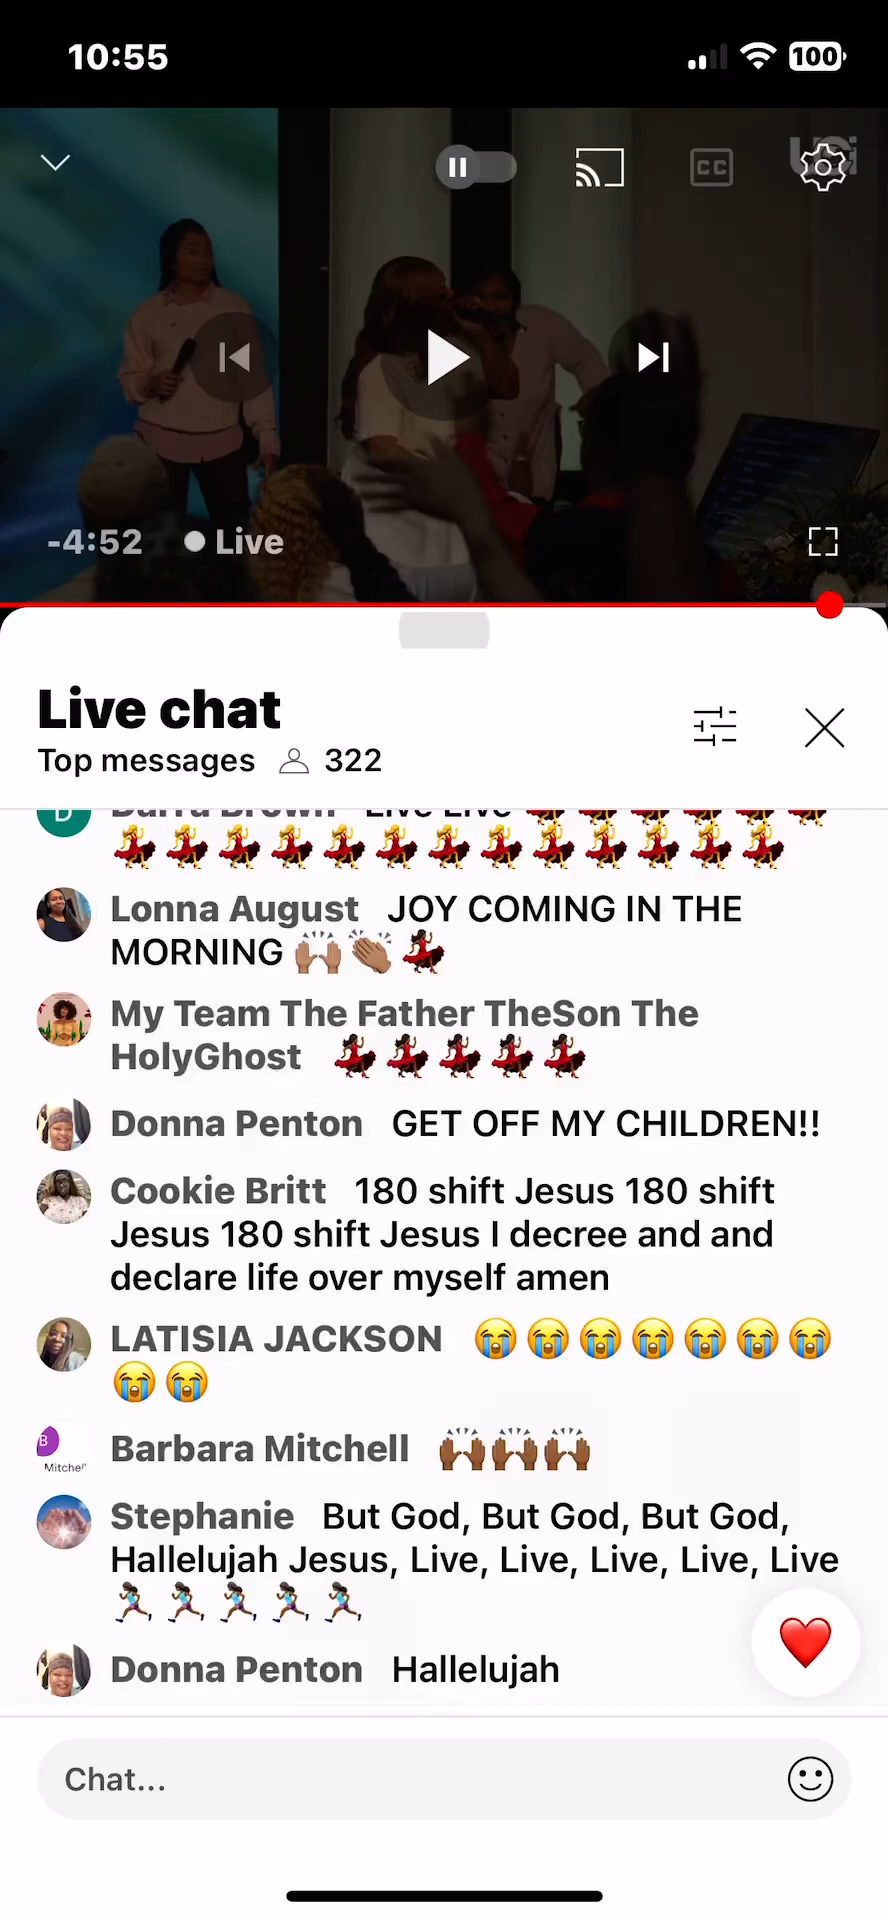 10:55
100
CC
-4:52 Live
Live chat
Top messages 322
D
Live Live
Lonna August JOY COMING IN THE
MORNING 🙌🏽👏🏽💃🏿
My Team The Father TheSon The
HolyGhost 💃🏿💃🏿💃🏿💃🏿💃🏿
Donna Penton GET OFF MY CHILDREN!!
Cookie Britt 180 shift Jesus 180 shift
Jesus 180 shift Jesus I decree and and
declare life over myself amen
LATISIA JACKSON 😭😭😭😭😭😭😭
😭😭
B
Barbara Mitchell 🙌🏾🙌🏾🙌🏾
Stephanie But God, But God, But God,
Hallelujah Jesus, Live, Live, Live, Live, Live
🏃🏾‍♀️🏃🏾‍♀️🏃🏾‍♀️🏃🏾‍♀️🏃🏾‍♀️
Donna Penton Hallelujah
Chat...